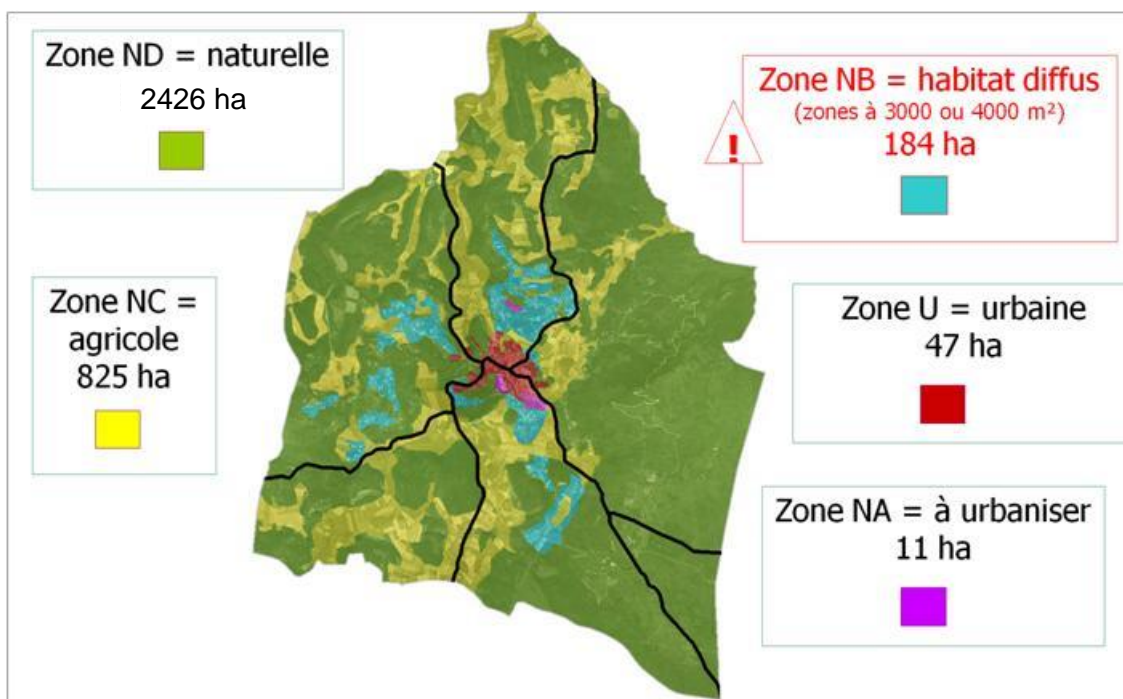 Zone ND = naturelle
2426 ha
Zone NB = habitat diffus
(zones à 3000 ou 4000 m²)
184 ha
!
Zone NC =
agricole
825 ha
Zone U = urbaine
47 ha
Zone NA = à urbaniser
11 ha